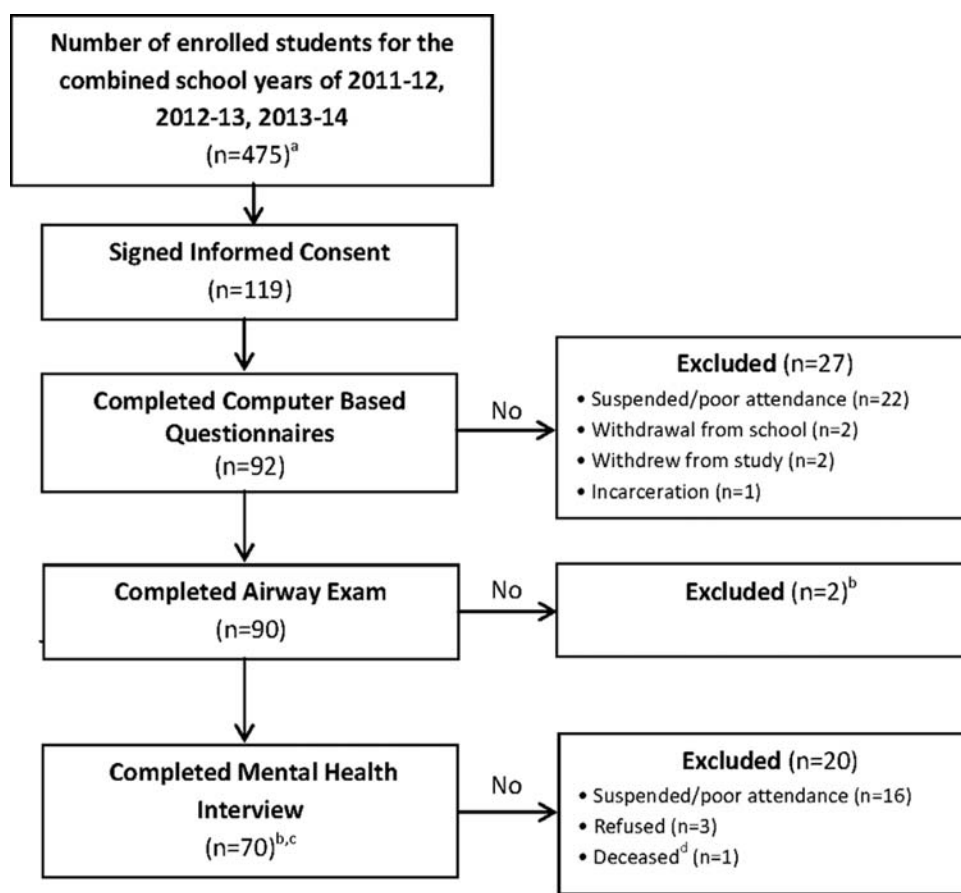 Number of enrolled students for the
combined school years of 2011-12,
2012-13, 2013-14
(n=475)a
Signed Informed Consent
(n=119)
Completed Computer Based
Questionnaires
(n=92)
No
Excluded (n=27)
• Suspended/poor attendance (n=22)
• Withdrawal from school (n=2)
• Withdrew from study (n=2)
• Incarceration (n=1)
Completed Airway Exam
(n=90)
No
Excluded (n=2)b
Completed Mental Health
Interview
(n=70)b,c
No
Excluded (n=20)
• Suspended/poor attendance (n=16)
• Refused (n=3)
• Deceasedd (n=1)